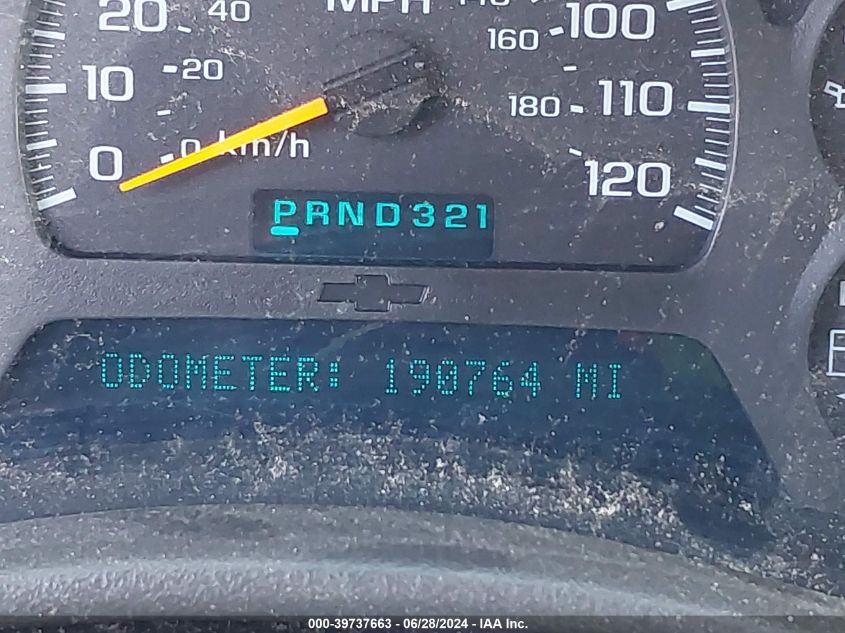 20 40 MPH 140 100
160
10 20 110
180
0 0 km/h 120
PRND321
ODOMETER: 190764 MI
000-39737663 - 06/28/2024 - IAA Inc.